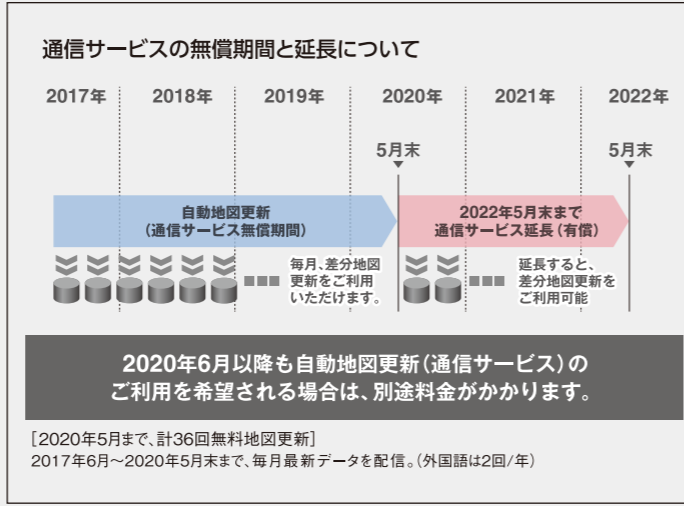 通信サービスの無償期間と延長について
2017年 2018年 2019年 2020年 2021年 2022年
5月末 5月末
自動地図更新
(通信サービス無償期間)
2022年5月末まで
通信サービス延長(有償)
毎月、差分地図
更新をご利用
いただけます。
延長すると、
差分地図更新を
ご利用可能
2020年6月以降も自動地図更新(通信サービス)の
ご利用を希望される場合は、別途料金がかかります。
[2020年5月まで、計36回無料地図更新]
2017年6月〜2020年5月末まで、毎月最新データを配信。(外国語は2回/年)